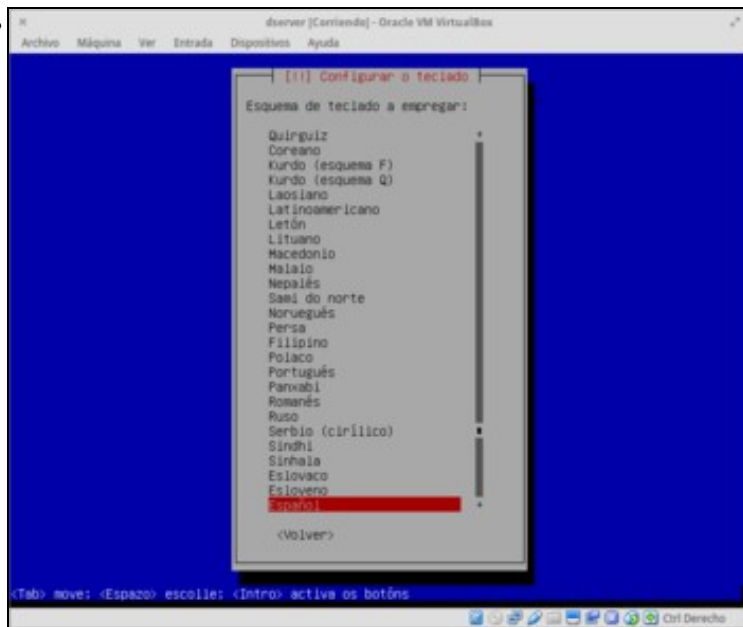 dserver [Corriendo] - Oracle VM VirtualBox
Archivo Máquina Ver Entrada Dispositivos Ayuda
[!!] Configurar o teclado
Esquema de teclado a empregar:
Quirguiz
Coreano
Kurdo (esquema F)
Kurdo (esquema Q)
Laosiano
Latinoamericano
Letón
Lituano
Macedonio
Malaio
Nepalés
Sami do norte
Norueguês
Persa
Filipino
Polaco
Portugués
Panxabi
Romanés
Ruso
Serbio (cirílico)
Sindhi
Sinhala
Eslovaco
Esloveno
Español
<Volver>
<Tab> move; <Espazo> escolle; <Intro> activa os botóns
Ctrl Derecho